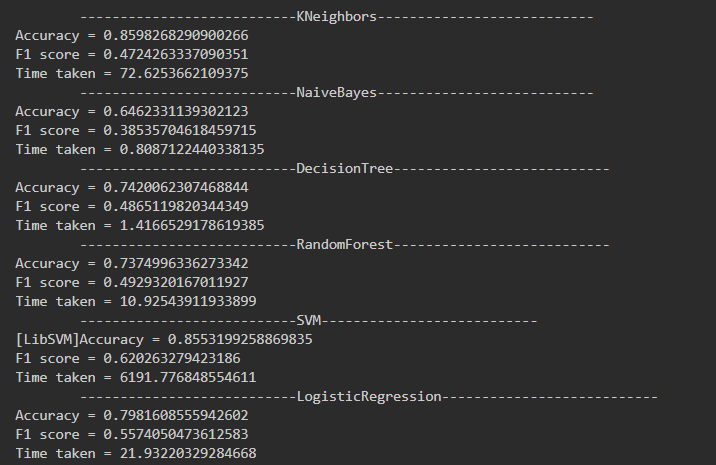 ---------------------------KNeighbors---------------------------
Accuracy = 0.8598268290900266
F1 score = 0.4724263337090351
Time taken = 72.6253662109375
---------------------------NaiveBayes---------------------------
Accuracy = 0.6462331139302123
F1 score = 0.38535704618459715
Time taken = 0.8087122440338135
---------------------------DecisionTree---------------------------
Accuracy = 0.7420062307468844
F1 score = 0.4865119820344349
Time taken = 1.4166529178619385
---------------------------RandomForest---------------------------
Accuracy = 0.7374996336273342
F1 score = 0.4929320167011927
Time taken = 10.92543911933899
---------------------------SVM---------------------------
[LibSVM]Accuracy = 0.8553199258869835
F1 score = 0.620263279423186
Time taken = 6191.776848554611
---------------------------LogisticRegression---------------------------
Accuracy = 0.7981608555942602
F1 score = 0.5574050473612583
Time taken = 21.93220329284668